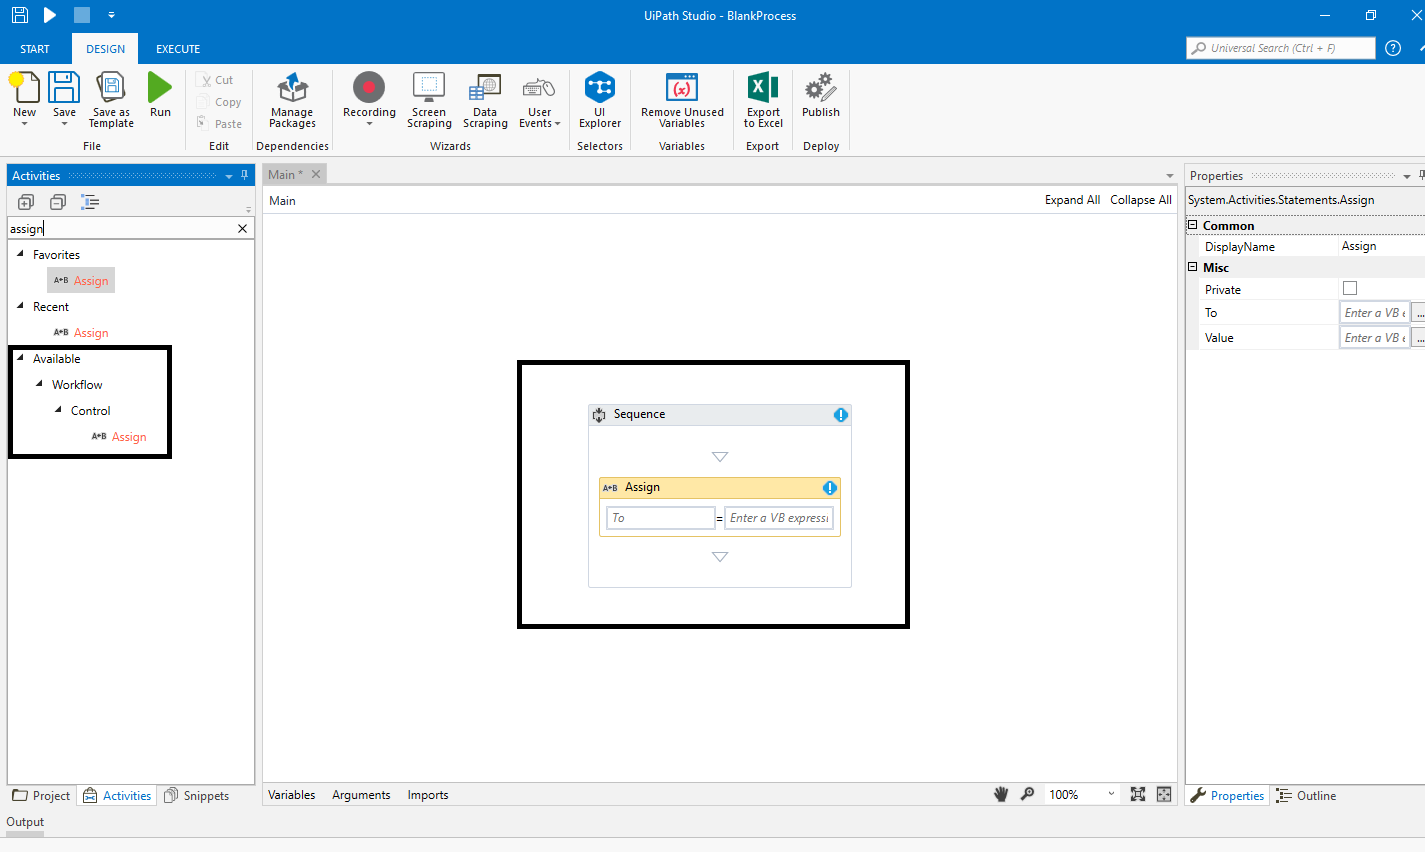 UiPath Studio - BlankProcess
START DESIGN EXECUTE
Universal Search (Ctrl + F)
New
Save
Save as
Template
Run
Cut
Copy
Paste
Manage
Packages
Recording
Screen
Scraping
Data
Scraping
User
Events
UI
Explorer
Remove Unused
Variables
Export
to Excel
Publish
File Edit Dependencies Wizards Selectors Variables Export Deploy
Activities
assign
Favorites
A←B Assign
Recent
A←B Assign
Available
Workflow
Control
A←B Assign
Main *
Main Expand All Collapse All
Sequence
A←B Assign
To = Enter a VB expressi
Properties
System.Activities.Statements.Assign
Common
DisplayName Assign
Misc
Private
To Enter a VB e ...
Value Enter a VB e ...
Project Activities Snippets
Variables Arguments Imports 100%
Properties Outline
Output